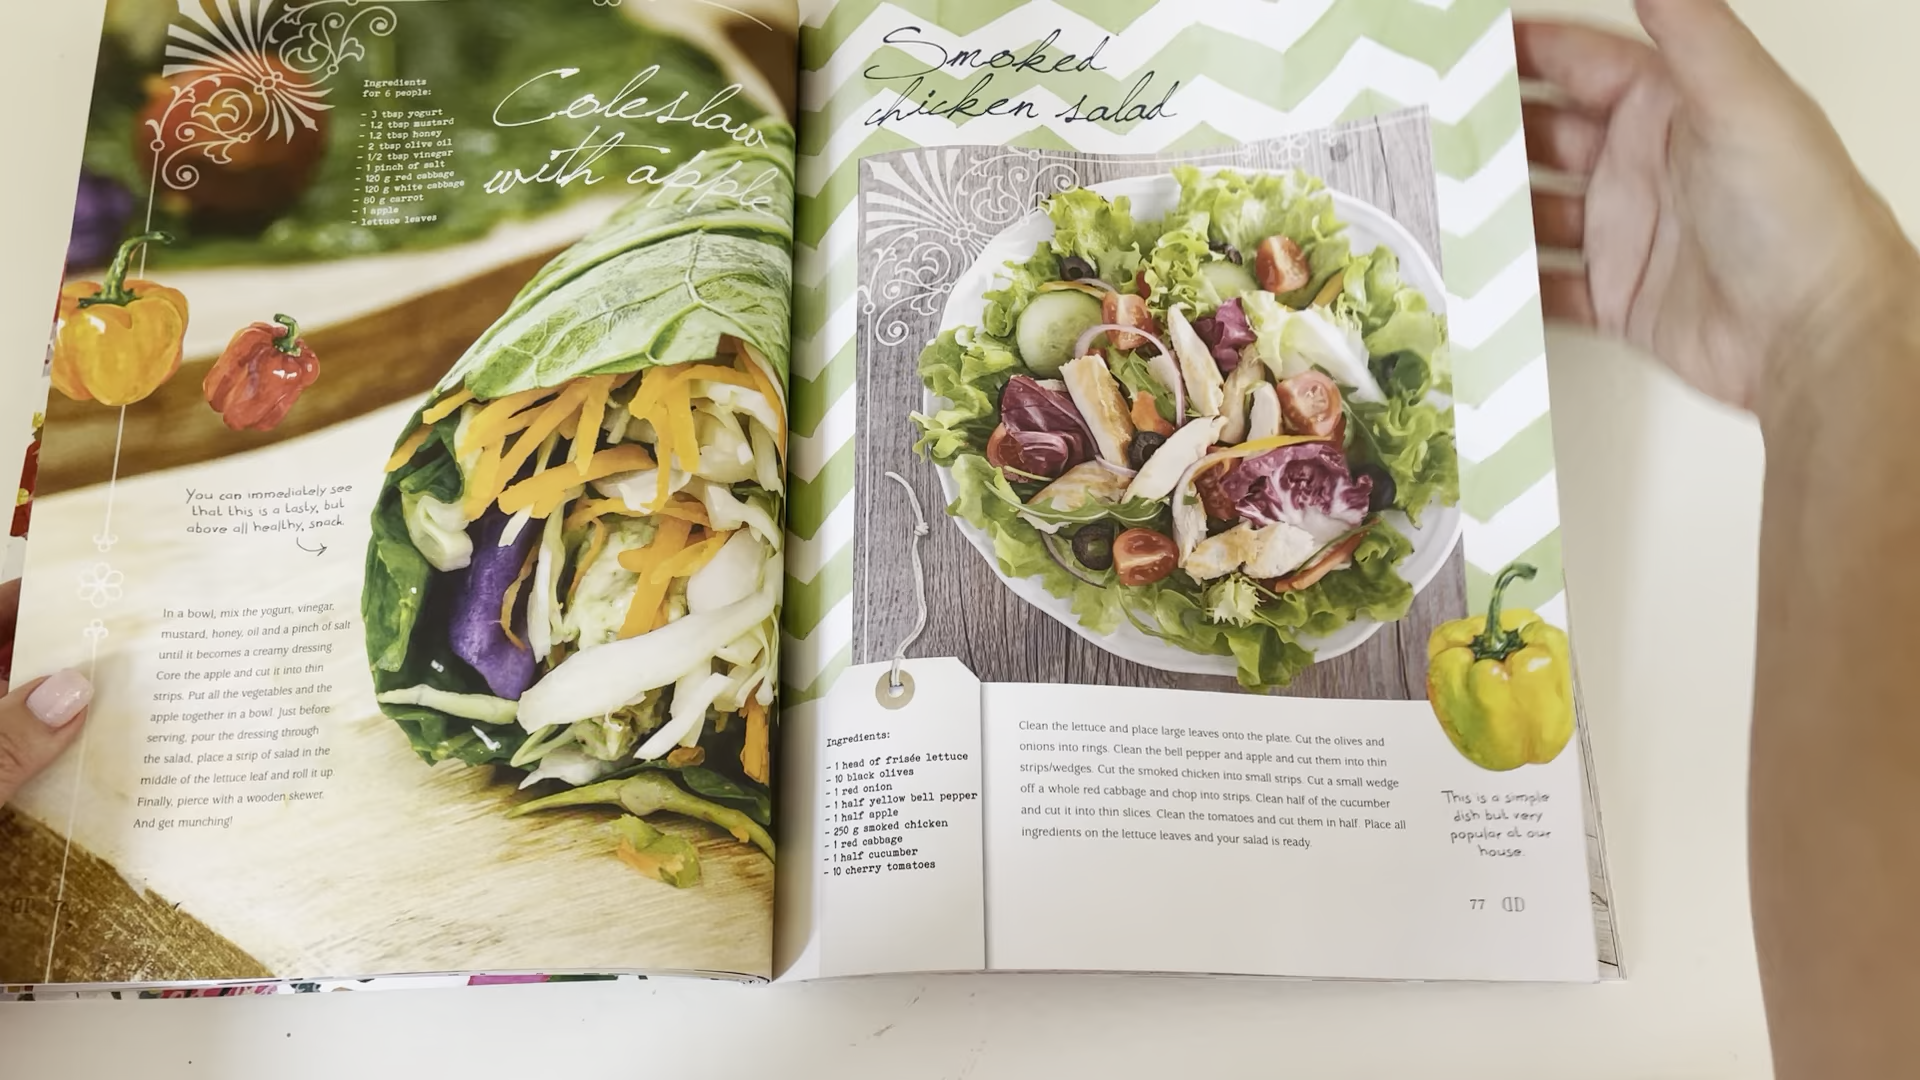 Ingredients
for 6 people:
- 3 tbsp yogurt
- 1.2 tbsp mustard
- 1.2 tbsp honey
- 2 tbsp olive oil
- 1/2 tbsp vinegar
- 1 pinch of salt
- 120 g red cabbage
- 120 g white cabbage
- 80 g carrot
- 1 apple
- lettuce leaves
Coleslaw
with apple
You can immediately see
that this is a tasty, but
above all healthy, snack.
In a bowl, mix the yogurt, vinegar,
mustard, honey, oil and a pinch of salt
until it becomes a creamy dressing
Core the apple and cut it into thin
strips. Put all the vegetables and the
apple together in a bowl. Just before
serving, pour the dressing through
the salad, place a strip of salad in the
middle of the lettuce leaf and roll it up.
Finally, pierce with a wooden skewer.
And get munching!
Smoked
chicken salad
Ingredients:
- 1 head of frisée lettuce
- 10 black olives
- 1 red onion
- 1 half yellow bell pepper
- 1 half apple
- 250 g smoked chicken
- 1 red cabbage
- 1 half cucumber
- 10 cherry tomatoes
Clean the lettuce and place large leaves onto the plate. Cut the olives and
onions into rings. Clean the bell pepper and apple and cut them into thin
strips/wedges. Cut the smoked chicken into small strips. Cut a small wedge
off a whole red cabbage and chop into strips. Clean half of the cucumber
and cut it into thin slices. Clean the tomatoes and cut them in half. Place all
ingredients on the lettuce leaves and your salad is ready.
This is a simple
dish but very
popular at our
house.
77